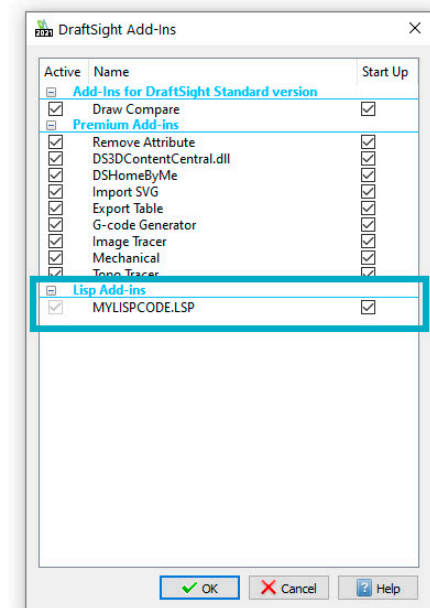 2021 DraftSight Add-Ins
Active Name Start Up
Add-Ins for DraftSight Standard version
Draw Compare
Premium Add-ins
Remove Attribute
DS3DContentCentral.dll
DSHomeByMe
Import SVG
Export Table
G-code Generator
Image Tracer
Mechanical
Topo Tracer
Lisp Add-ins
MYLISPCODE.LSP
OK Cancel Help